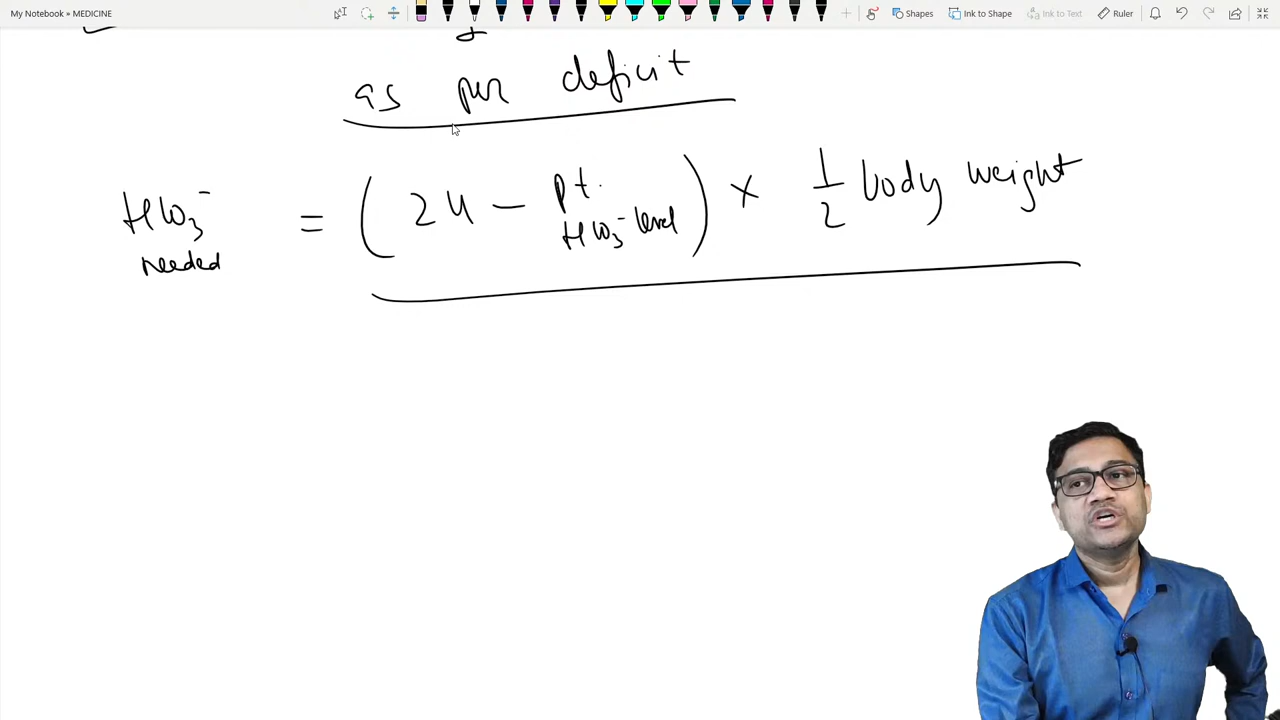 My Notebook » MEDICINE
Shapes Ink to Shape Ink to Text Ruler
as per deficit
HCO3- needed = (24 - pt. HCO3- level) × 1/2 body weight